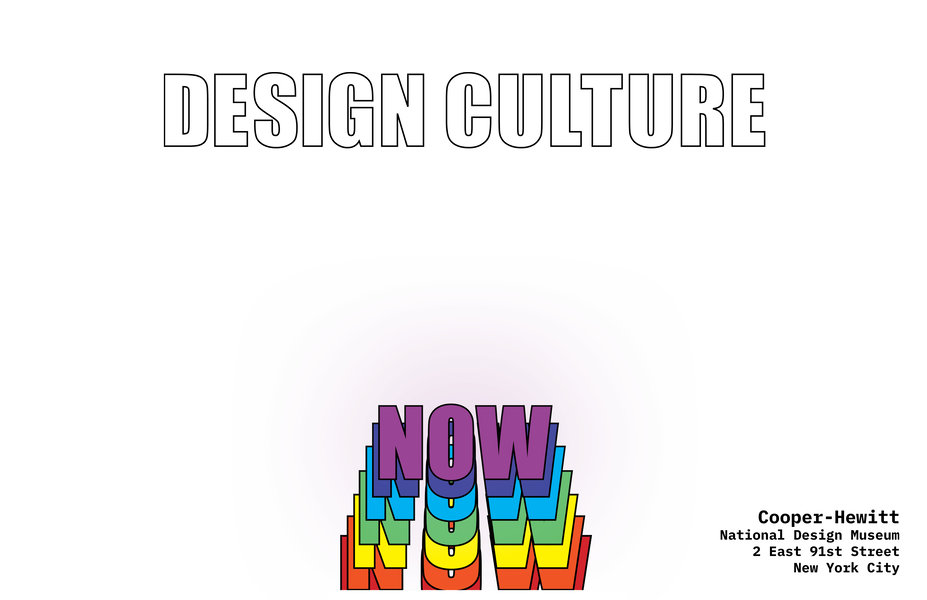 DESIGN CULTURE
NOW
Cooper-Hewitt
National Design Museum
2 East 91st Street
New York City